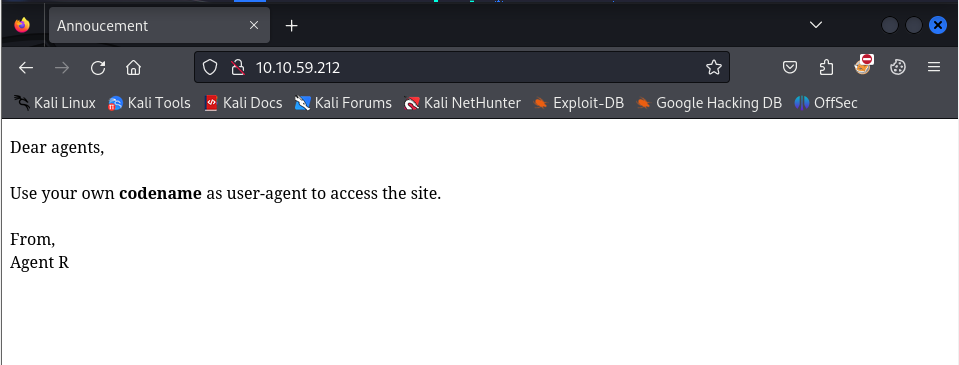 Annoucement
10.10.59.212
Kali Linux Kali Tools Kali Docs Kali Forums Kali NetHunter Exploit-DB Google Hacking DB OffSec
Dear agents,
Use your own codename as user-agent to access the site.
From,
Agent R